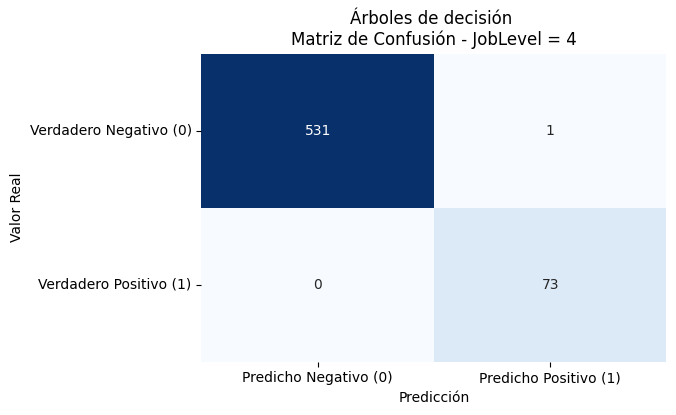 Árboles de decisión
Matriz de Confusión - JobLevel = 4
Valor Real
Verdadero Negativo (0)
531
1
Verdadero Positivo (1)
0
73
Predicho Negativo (0)
Predicho Positivo (1)
Predicción